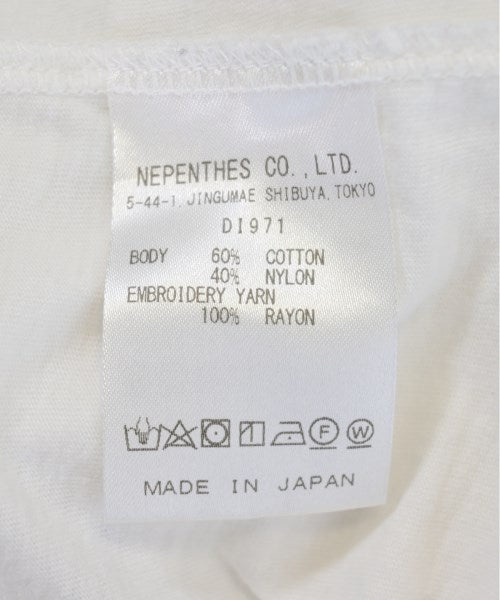 NEPENTHES CO., LTD.
5-44-1, JINGUMAE SHIBUYA, TOKYO
DI971
BODY 60% COTTON
40% NYLON
EMBROIDERY YARN
100% RAYON
F W
MADE IN JAPAN